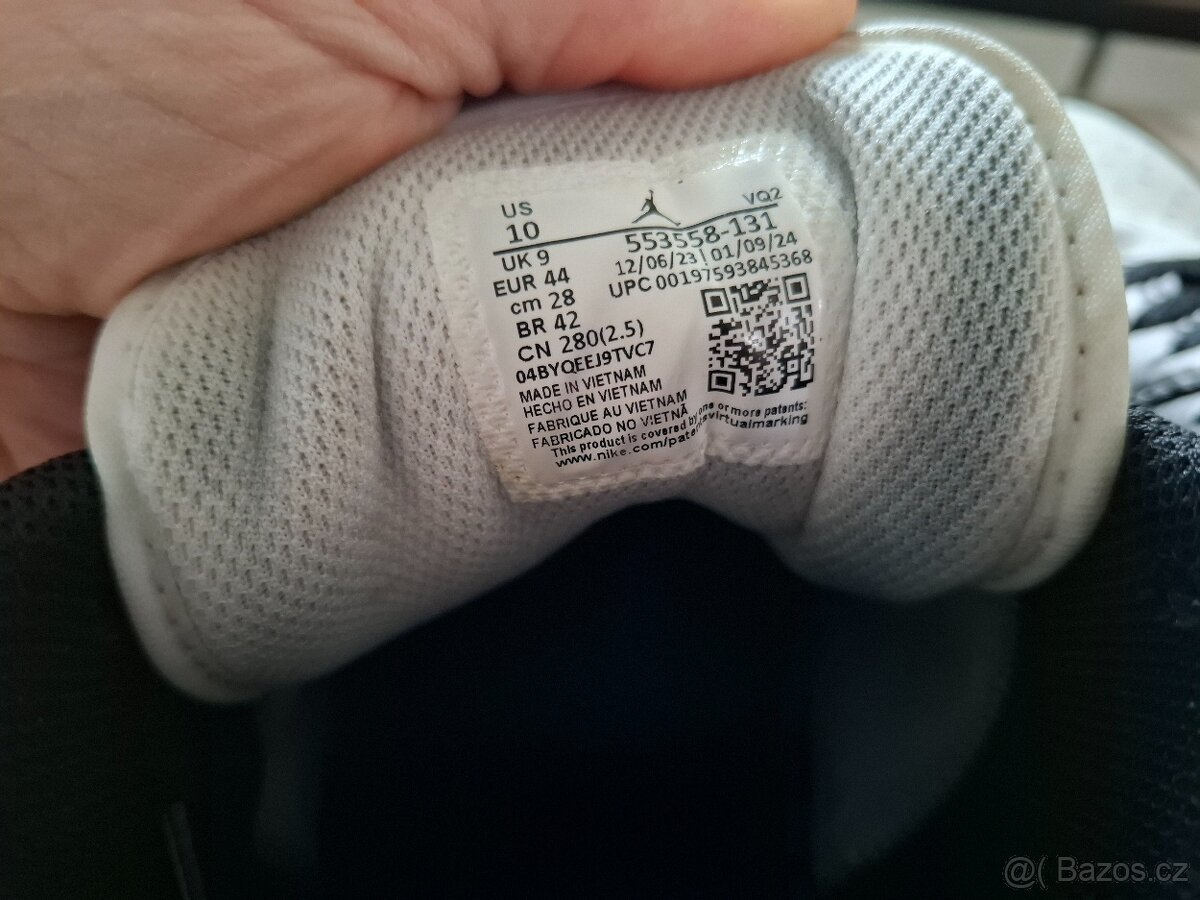 US
10
VQ2
553558-131
12/06/23 | 01/09/24
UPC 00197593845368
UK 9
EUR 44
cm 28
BR 42
CN 280(2.5)
04BYQEEJ9TVC7
MADE IN VIETNAM
HECHO EN VIETNAM
FABRIQUE AU VIETNAM
FABRICADO NO VIETNÃ
This product is covered by one or more patents:
www.nike.com/patentsvirtualmarking
@( Bazos.cz